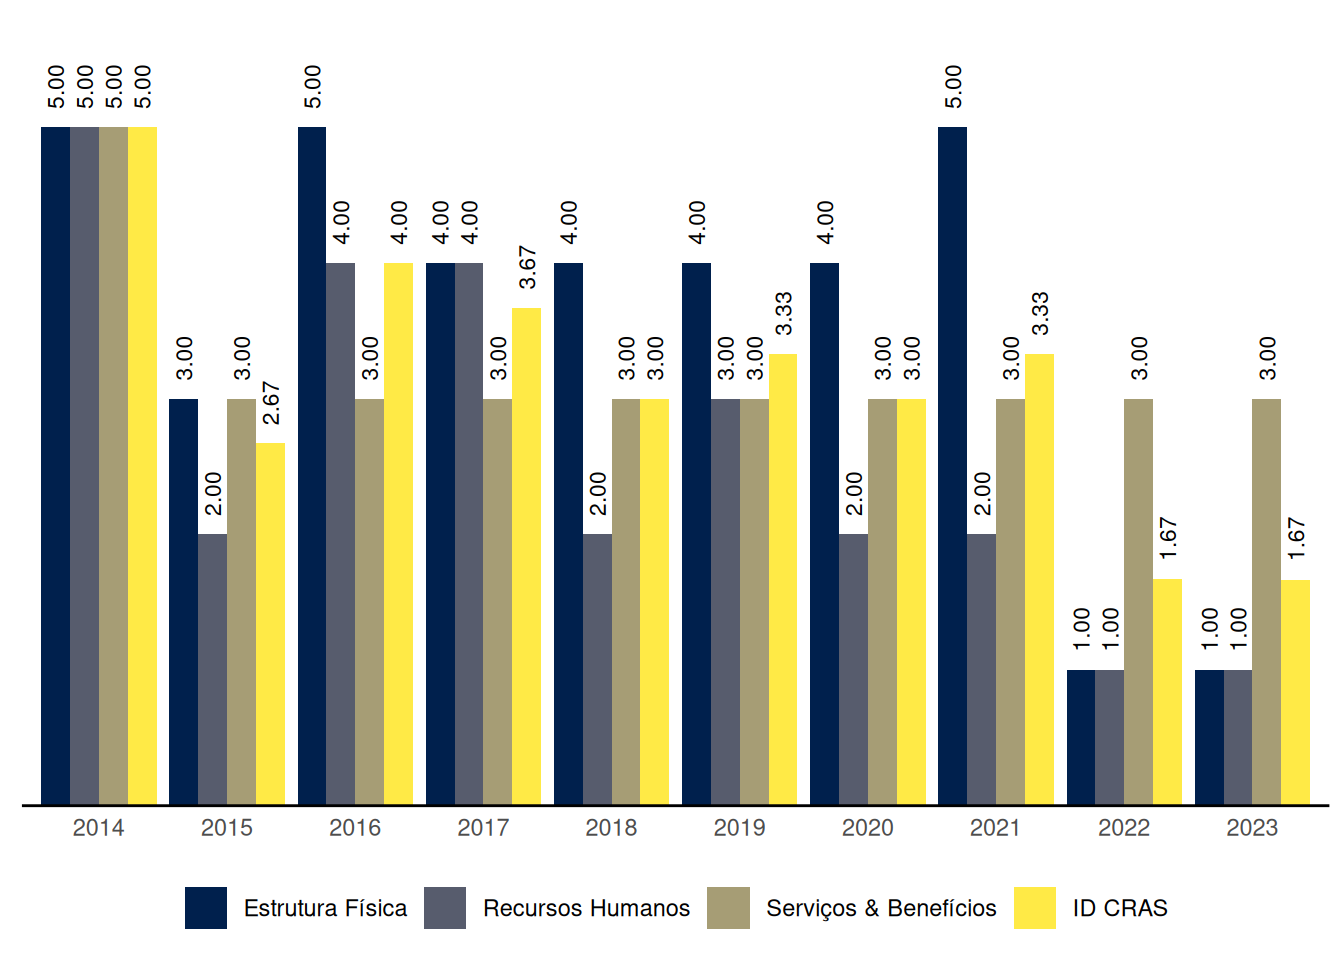 5.00 5.00 5.00 5.00
3.00 2.00 3.00 2.67
5.00 4.00 3.00 4.00
4.00 4.00 3.00 3.67
4.00 2.00 3.00 3.00
4.00 3.00 3.00 3.33
4.00 2.00 3.00 3.00
5.00 2.00 3.00 3.33
1.00 1.00 3.00 1.67
1.00 1.00 3.00 1.67
2014 2015 2016 2017 2018 2019 2020 2021 2022 2023
Estrutura Física Recursos Humanos Serviços & Benefícios ID CRAS